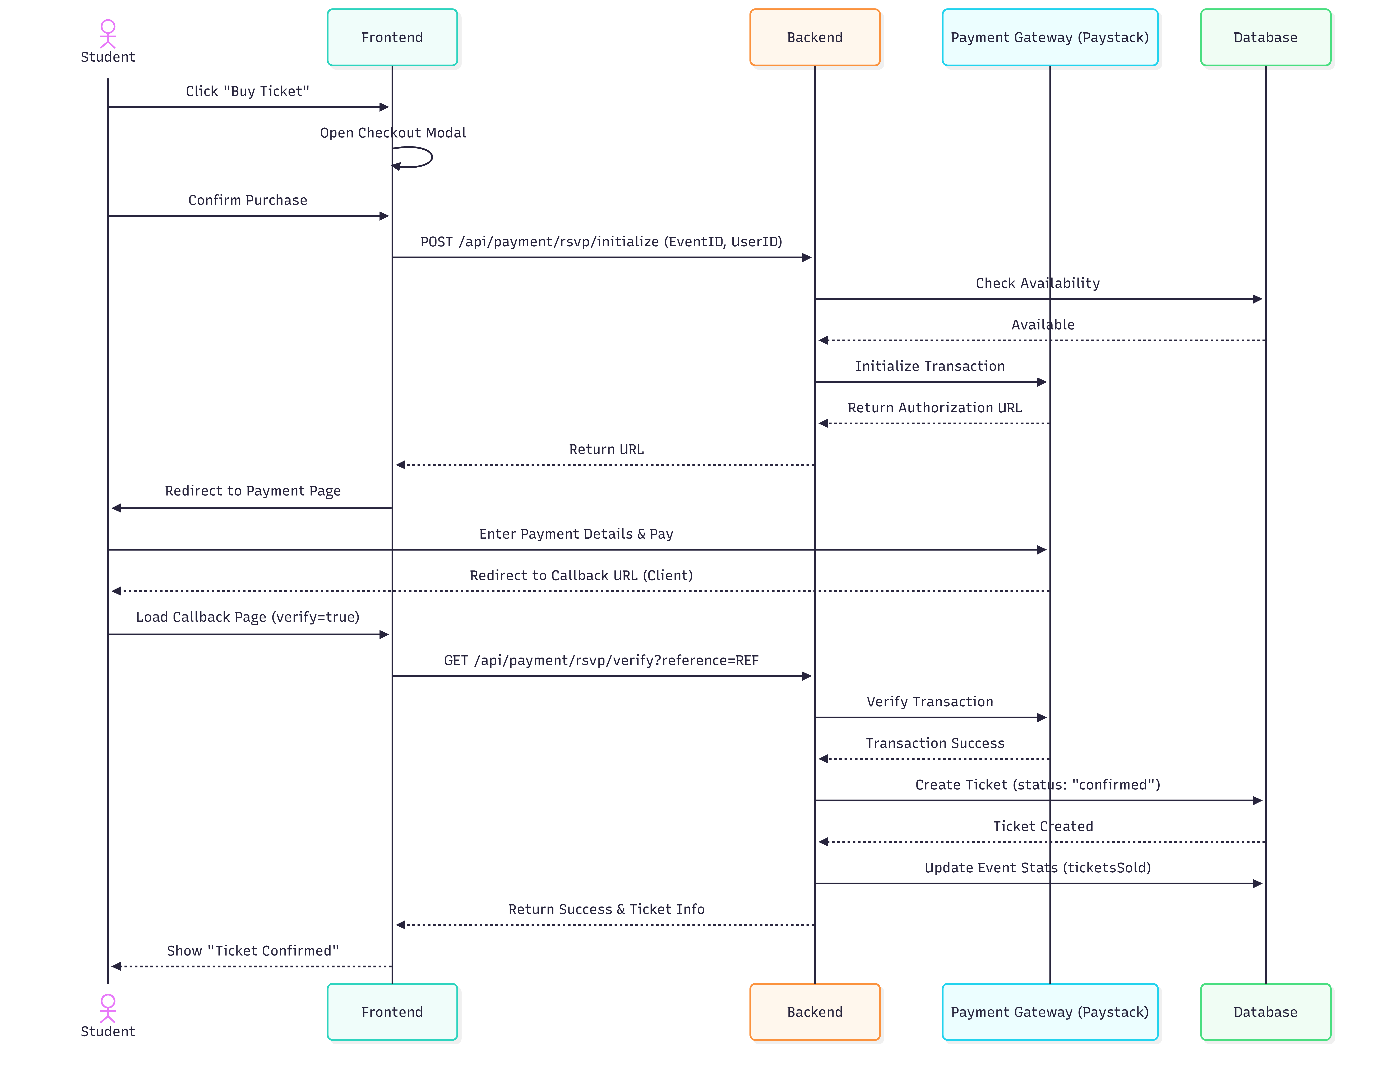 Student
Frontend
Backend
Payment Gateway (Paystack)
Database
Click "Buy Ticket"
Open Checkout Modal
Confirm Purchase
POST /api/payment/rsvp/initialize (EventID, UserID)
Check Availability
Available
Initialize Transaction
Return Authorization URL
Return URL
Redirect to Payment Page
Enter Payment Details & Pay
Redirect to Callback URL (Client)
Load Callback Page (verify=true)
GET /api/payment/rsvp/verify?reference=REF
Verify Transaction
Transaction Success
Create Ticket (status: "confirmed")
Ticket Created
Update Event Stats (ticketsSold)
Return Success & Ticket Info
Show "Ticket Confirmed"
Student
Frontend
Backend
Payment Gateway (Paystack)
Database